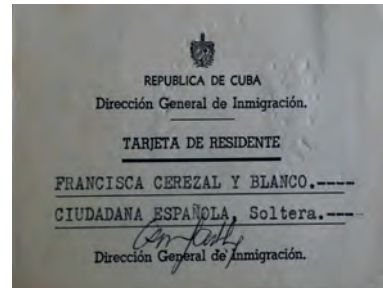 REPUBLICA DE CUBA
Dirección General de Inmigración.
TARJETA DE RESIDENTE
FRANCISCA CEREZAL Y BLANCO.----
CIUDADANA ESPAÑOLA, Soltera.---
Dirección General de Inmigración.